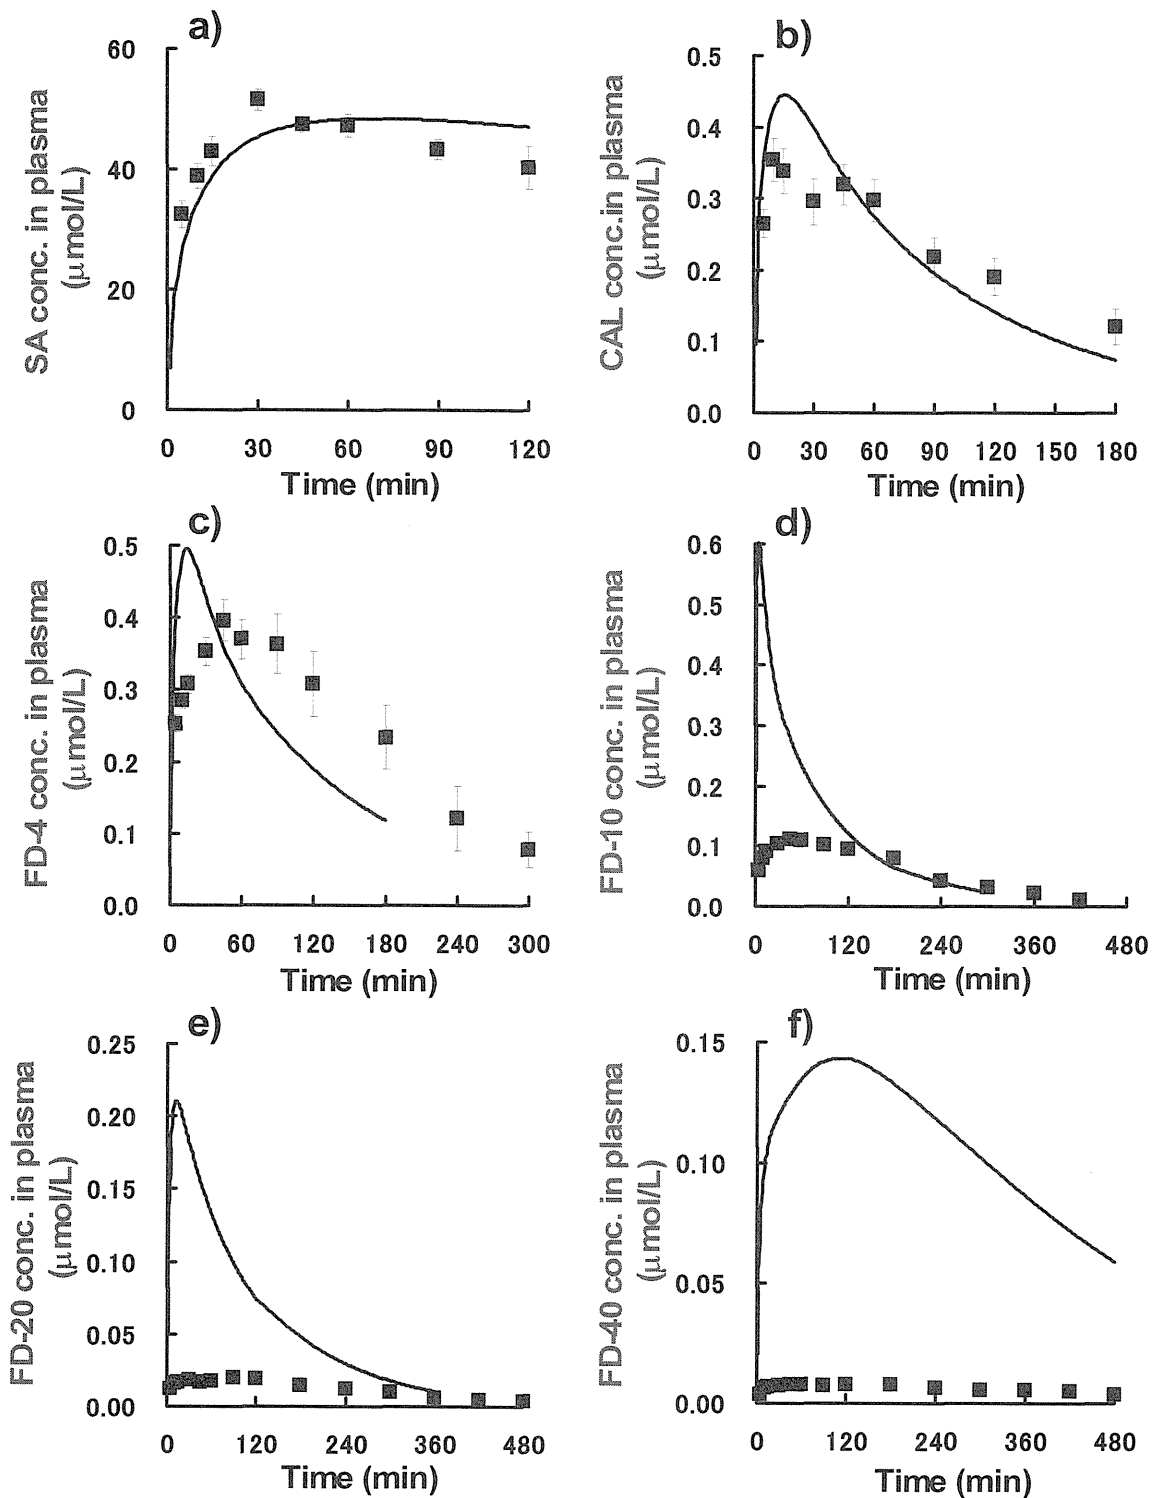 a)
60
40
20
0
SA conc. in plasma
(μmol/L)
0 30 60 90 120
Time (min)
b)
0.5
0.4
0.3
0.2
0.1
0.0
CAL conc.in plasma
(μmol/L)
0 30 60 90 120 150 180
Time (min)
c)
0.5
0.4
0.3
0.2
0.1
0.0
FD-4 conc. in plasma
(μmol/L)
0 60 120 180 240 300
Time (min)
d)
0.6
0.5
0.4
0.3
0.2
0.1
0.0
FD-10 conc. in plasma
(μmol/L)
0 120 240 360 480
Time (min)
e)
0.25
0.20
0.15
0.10
0.05
0.00
FD-20 conc. in plasma
(μmol/L)
0 120 240 360 480
Time (min)
f)
0.15
0.10
0.05
0.00
FD-40 conc. in plasma
(μmol/L)
0 120 240 360 480
Time (min)